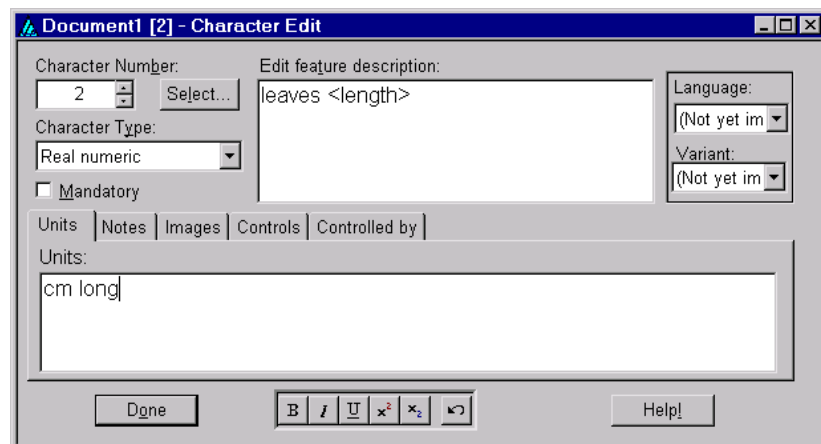 Document1 [2] - Character Edit
Character Number:
2
Select...
Character Type:
Real numeric
Mandatory
Edit feature description:
leaves <length>
Language:
(Not yet im
Variant:
(Not yet im
Units Notes Images Controls Controlled by
Units:
cm long
Done
B I U x² x₂
Help!